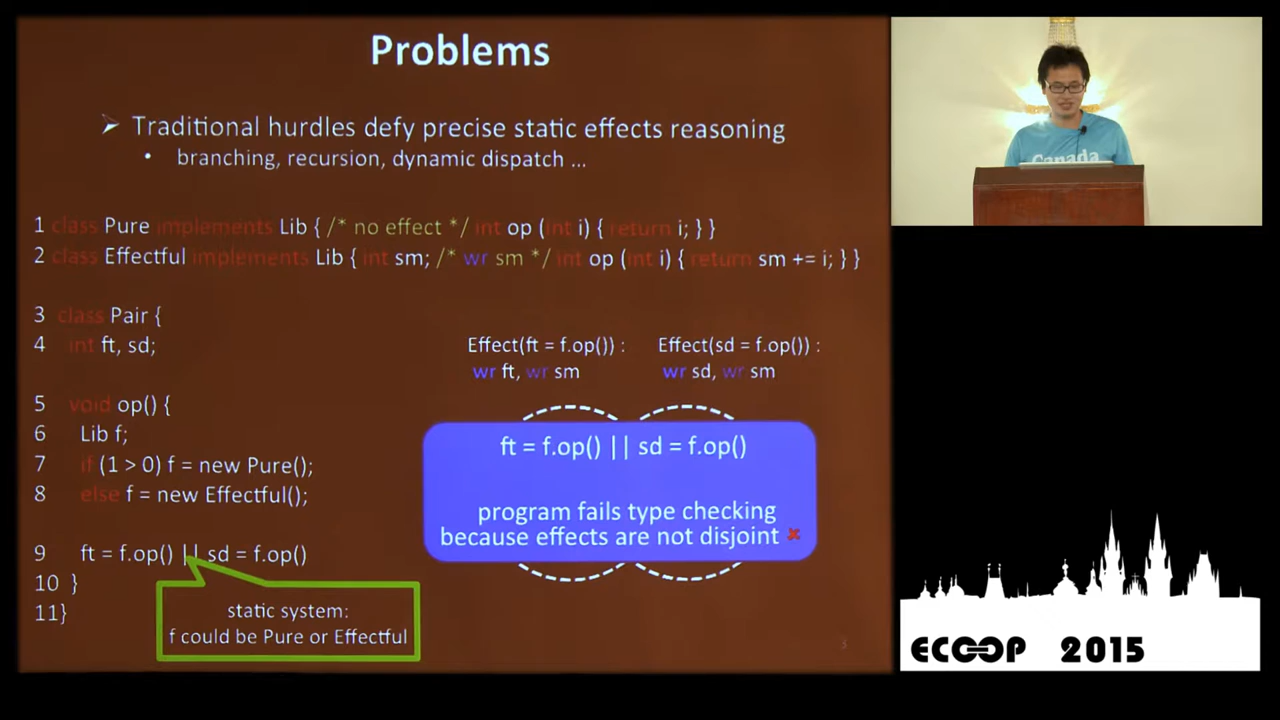 Problems
➢ Traditional hurdles defy precise static effects reasoning
• branching, recursion, dynamic dispatch ...
1 class Pure implements Lib { /* no effect */ int op (int i) { return i; } }
2 class Effectful implements Lib { int sm; /* wr sm */ int op (int i) { return sm += i; } }
3 class Pair {
4 int ft, sd;
5 void op() {
6 Lib f;
7 if (1 > 0) f = new Pure();
8 else f = new Effectful();
9 ft = f.op() || sd = f.op()
10 }
11}
static system:
f could be Pure or Effectful
Effect(ft = f.op()) :
wr ft, wr sm
Effect(sd = f.op()) :
wr sd, wr sm
ft = f.op() || sd = f.op()
program fails type checking
because effects are not disjoint ✖
3
Canada
ECOOP 2015